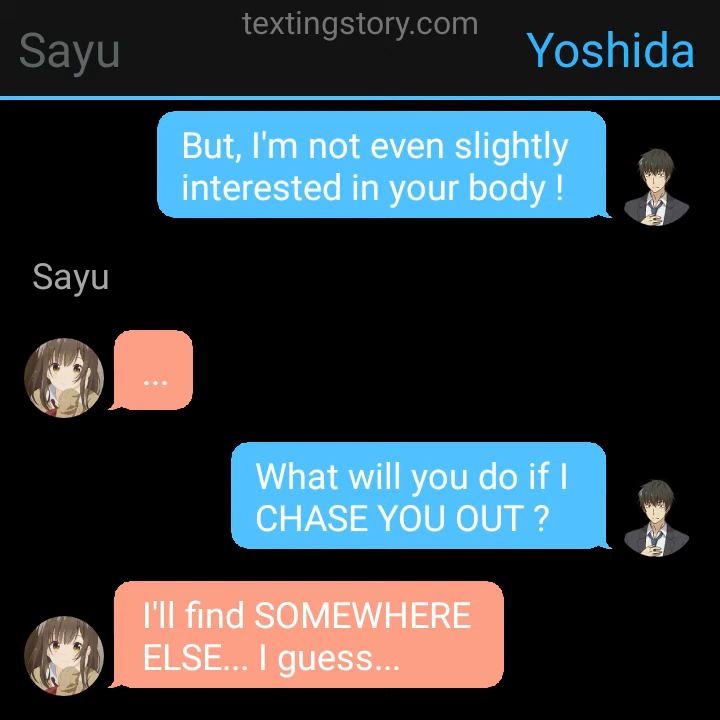 textingstory.com
Sayu
Yoshida
But, I'm not even slightly
interested in your body !
Sayu
...
What will you do if I
CHASE YOU OUT ?
I'll find SOMEWHERE
ELSE... I guess...